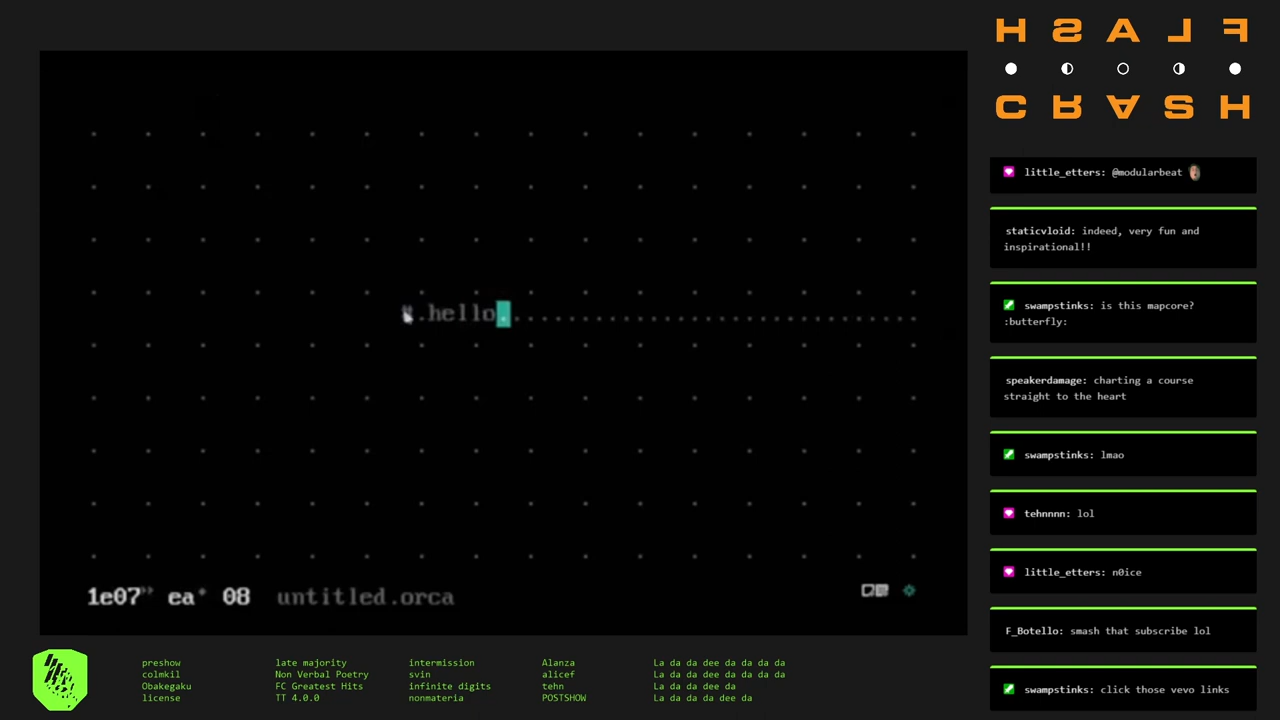 H S A L F
C R A S H
little_etters: @modularbeat
staticvloid: indeed, very fun and
inspirational!!
swampstinks: is this mapcore?
:butterfly:
speakerdamage: charting a course
straight to the heart
swampstinks: lmao
tehnnnn: lol
little_etters: n0ice
F_Botello: smash that subscribe lol
swampstinks: click those vevo links
.hello.......................................
1e07" ea* 08 untitled.orca
preshow
colmkil
Obakegaku
license
late majority
Non Verbal Poetry
FC Greatest Hits
TT 4.0.0
intermission
svin
infinite digits
nonmateria
Alanza
alicef
tehn
POSTSHOW
La da da dee da da da da
La da da dee da da da da
La da da dee da
La da da da dee da